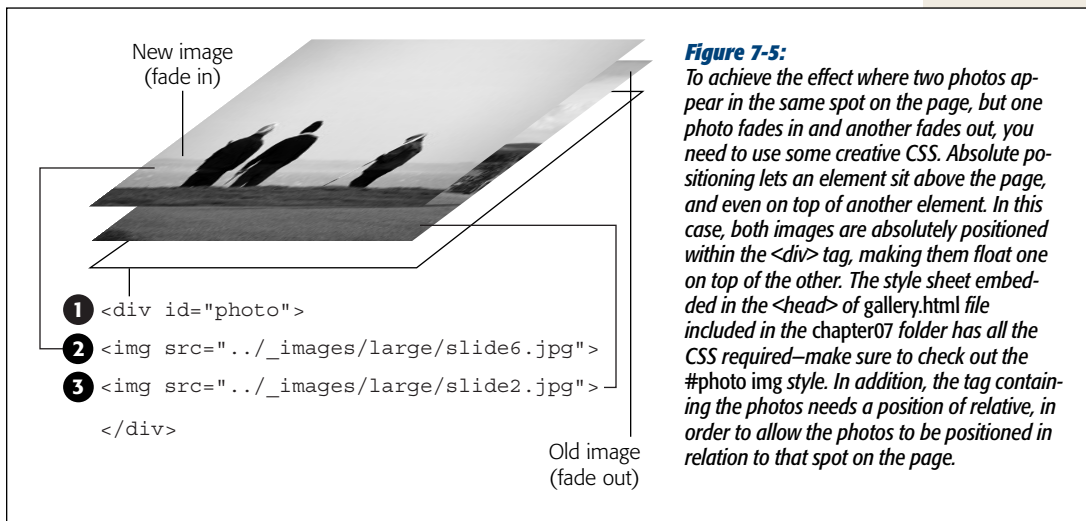 New image
(fade in)
1 <div id="photo">
2 <img src="../_images/large/slide6.jpg">
3 <img src="../_images/large/slide2.jpg">
</div>
Old image
(fade out)
Figure 7-5:
To achieve the effect where two photos ap-
pear in the same spot on the page, but one
photo fades in and another fades out, you
need to use some creative CSS. Absolute po-
sitioning lets an element sit above the page,
and even on top of another element. In this
case, both images are absolutely positioned
within the <div> tag, making them float one
on top of the other. The style sheet embed-
ded in the <head> of gallery.html file
included in the chapter07 folder has all the
CSS required—make sure to check out the
#photo img style. In addition, the tag contain-
ing the photos needs a position of relative, in
order to allow the photos to be positioned in
relation to that spot on the page.